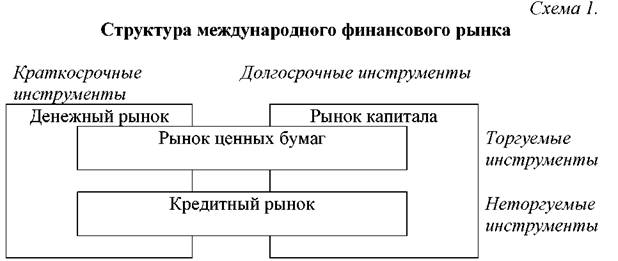 Схема 1.
Структура международного финансового рынка
Краткосрочные
инструменты
Долгосрочные инструменты
Денежный рынок
Рынок капитала
Рынок ценных бумаг
Торгуемые
инструменты
Кредитный рынок
Неторгуемые
инструменты